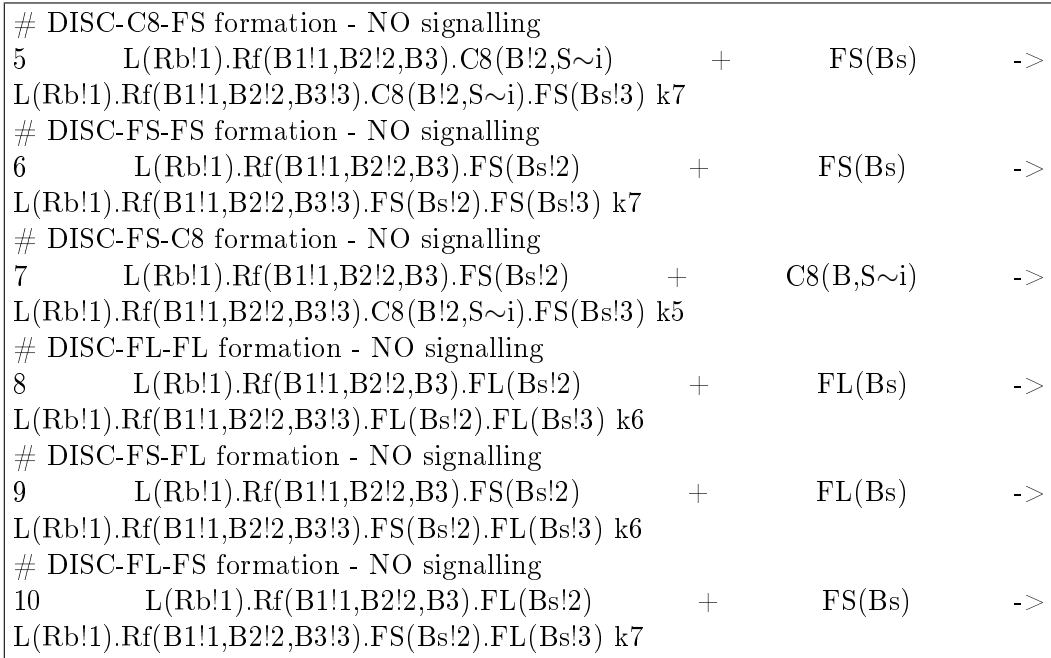 # DISC-C8-FS formation - NO signalling
5 L(Rb!1).Rf(B1!1,B2!2,B3).C8(B!2,S∼i) + FS(Bs) ->
L(Rb!1).Rf(B1!1,B2!2,B3!3).C8(B!2,S∼i).FS(Bs!3) k7
# DISC-FS-FS formation - NO signalling
6 L(Rb!1).Rf(B1!1,B2!2,B3).FS(Bs!2) + FS(Bs) ->
L(Rb!1).Rf(B1!1,B2!2,B3!3).FS(Bs!2).FS(Bs!3) k7
# DISC-FS-C8 formation - NO signalling
7 L(Rb!1).Rf(B1!1,B2!2,B3).FS(Bs!2) + C8(B,S∼i) ->
L(Rb!1).Rf(B1!1,B2!2,B3!3).C8(B!2,S∼i).FS(Bs!3) k5
# DISC-FL-FL formation - NO signalling
8 L(Rb!1).Rf(B1!1,B2!2,B3).FL(Bs!2) + FL(Bs) ->
L(Rb!1).Rf(B1!1,B2!2,B3!3).FL(Bs!2).FL(Bs!3) k6
# DISC-FS-FL formation - NO signalling
9 L(Rb!1).Rf(B1!1,B2!2,B3).FS(Bs!2) + FL(Bs) ->
L(Rb!1).Rf(B1!1,B2!2,B3!3).FS(Bs!2).FL(Bs!3) k6
# DISC-FL-FS formation - NO signalling
10 L(Rb!1).Rf(B1!1,B2!2,B3).FL(Bs!2) + FS(Bs) ->
L(Rb!1).Rf(B1!1,B2!2,B3!3).FS(Bs!2).FL(Bs!3) k7